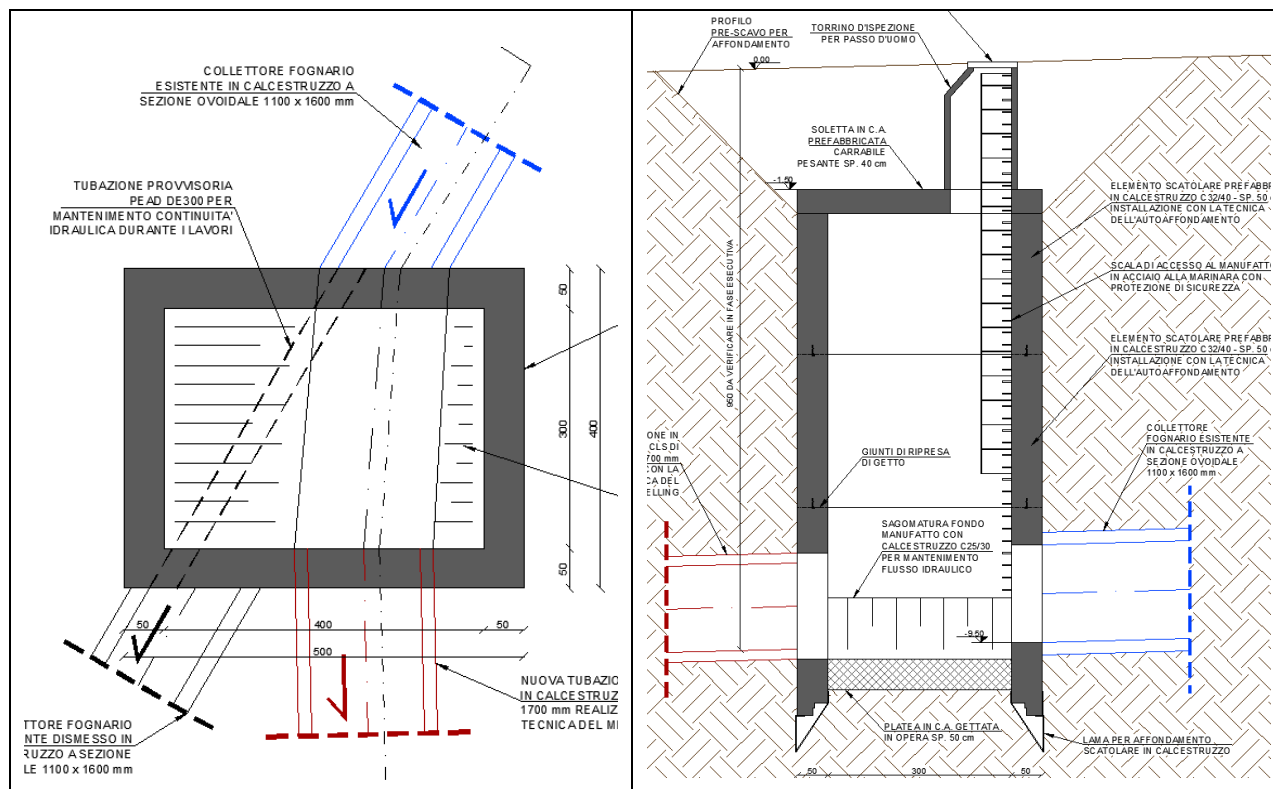 COLLETTORE FOGNARIO
ESISTENTE IN CALCESTRUZZO A
SEZIONE OVOIDALE 1100 x 1600 mm
TUBAZIONE PROVVISORIA
PEAD DE300 PER
MANTENIMENTO CONTINUITA'
IDRAULICA DURANTE I LAVORI
50
300
400
50
50
400
50
500
NUOVA TUBAZIO
IN CALCESTRUZ
1700 mm REALIZ
TECNICA DEL MI
TTORE FOGNARIO
NTE DISMESSO IN
RUZZO A SEZIONE
LE 1100 x 1600 mm
PROFILO
PRE-SCAVO PER
AFFONDAMENTO
TORRINO D'ISPEZIONE
PER PASSO D'UOMO
0.00
SOLETTA IN C.A.
PREFABBRICATA
CARRABILE
PESANTE SP. 40 cm
-1.50
ELEMENTO SCATOLARE PREFABBR
IN CALCESTRUZZO C32/40 - SP. 50 c
INSTALLAZIONE CON LA TECNICA
DELL'AUTOAFFONDAMENTO
SCALA DI ACCESSO AL MANUFATTO
IN ACCIAIO ALLA MARINARA CON
PROTEZIONE DI SICUREZZA
ELEMENTO SCATOLARE PREFABBR
IN CALCESTRUZZO C32/40 - SP. 50 c
INSTALLAZIONE CON LA TECNICA
DELL'AUTOAFFONDAMENTO
950 DA VERIFICARE IN FASE ESECUTIVA
COLLETTORE
FOGNARIO ESISTENTE
IN CALCESTRUZZO A
SEZIONE OVOIDALE
1100 x 1600 mm
IONE IN
CLS DI
700 mm
CON LA
CA DEL
ELLING
GIUNTI DI RIPRESA
DI GETTO
SAGOMATURA FONDO
MANUFATTO CON
CALCESTRUZZO C25/30
PER MANTENIMENTO
FLUSSO IDRAULICO
-9.50
PLATEA IN C.A. GETTATA
IN OPERA SP. 50 cm
LAMA PER AFFONDAMENTO
SCATOLARE IN CALCESTRUZZO
50
300
50